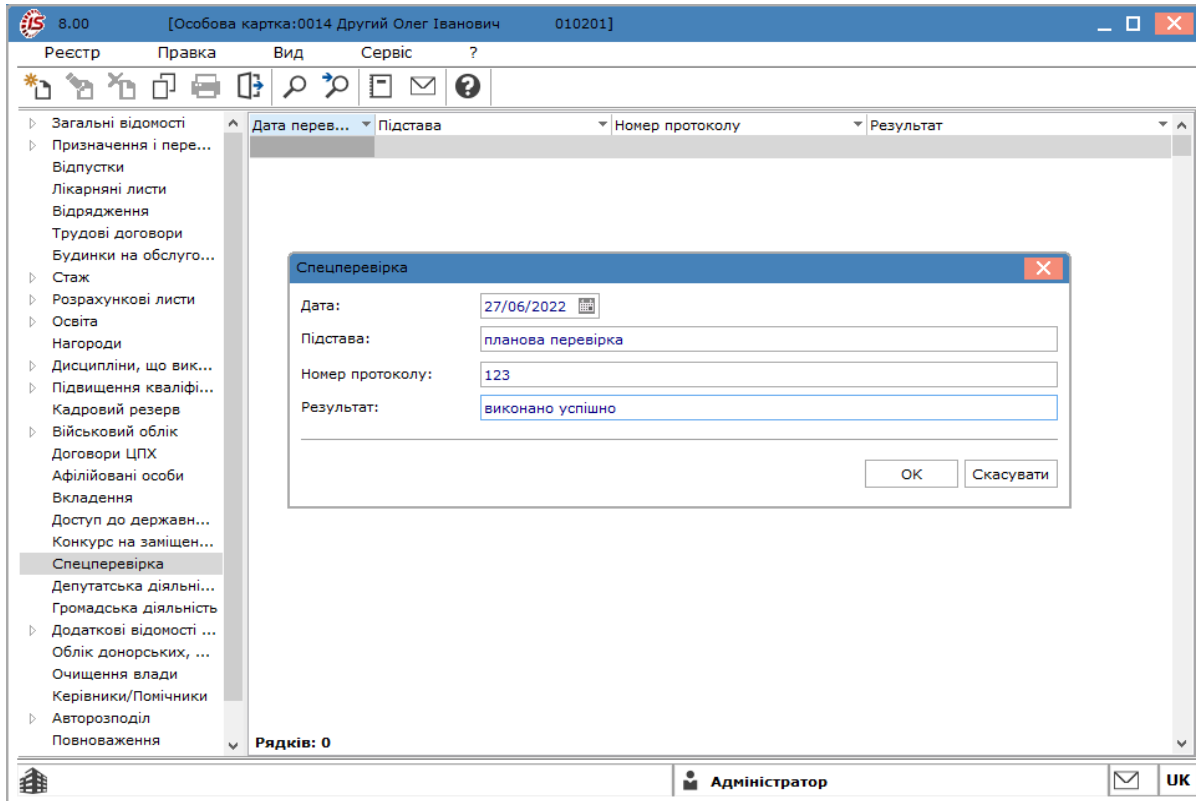 iS 8.00 [Особова картка:0014 Другий Олег Іванович 010201]
Реєстр Правка Вид Сервіс ?
Загальні відомості
Призначення і пере...
Відпустки
Лікарняні листи
Відрядження
Трудові договори
Будинки на обслуго...
Стаж
Розрахункові листи
Освіта
Нагороди
Дисципліни, що вик...
Підвищення кваліфі...
Кадровий резерв
Військовий облік
Договори ЦПХ
Афілійовані особи
Вкладення
Доступ до державн...
Конкурс на заміщен...
Спецперевірка
Депутатська діяльні...
Громадська діяльність
Додаткові відомості ...
Облік донорських, ...
Очищення влади
Керівники/Помічники
Авторозподіл
Повноваження
Дата перев... Підстава Номер протоколу Результат
Спецперевірка
Дата: 27/06/2022
Підстава: планова перевірка
Номер протоколу: 123
Результат: виконано успішно
OK Скасувати
Рядків: 0
Адміністратор UK